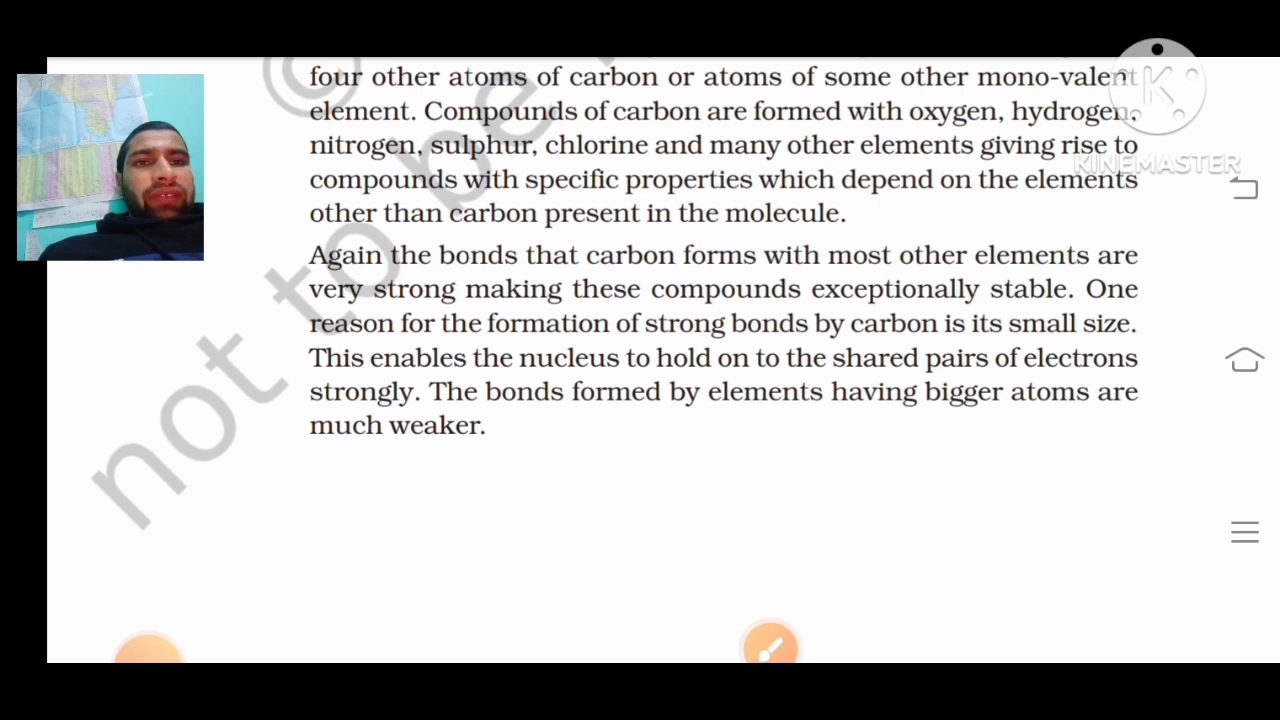 four other atoms of carbon or atoms of some other mono-valent
element. Compounds of carbon are formed with oxygen, hydrogen,
nitrogen, sulphur, chlorine and many other elements giving rise to
compounds with specific properties which depend on the elements
other than carbon present in the molecule.
Again the bonds that carbon forms with most other elements are
very strong making these compounds exceptionally stable. One
reason for the formation of strong bonds by carbon is its small size.
This enables the nucleus to hold on to the shared pairs of electrons
strongly. The bonds formed by elements having bigger atoms are
much weaker.
©
not to be
K
KINEMASTER